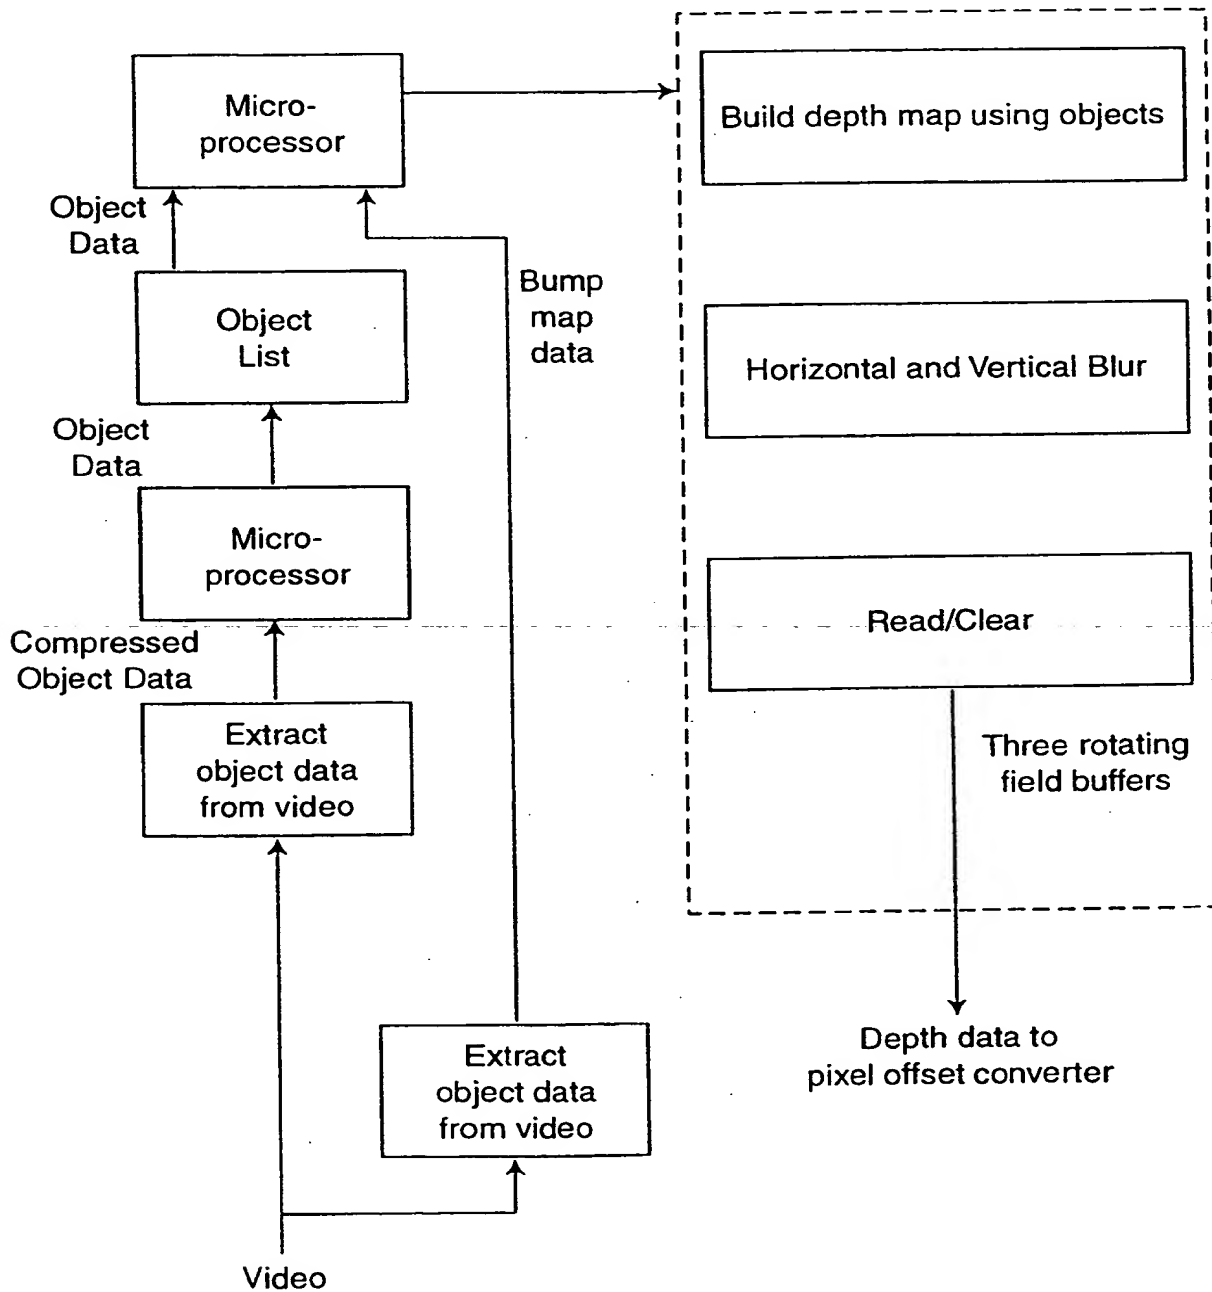 Micro-
processor
Build depth map using objects
Object
Data
Object
List
Bump
map
data
Horizontal and Vertical Blur
Object
Data
Micro-
processor
Read/Clear
Compressed
Object Data
Extract
object data
from video
Three rotating
field buffers
Extract
object data
from video
Depth data to
pixel offset converter
Video